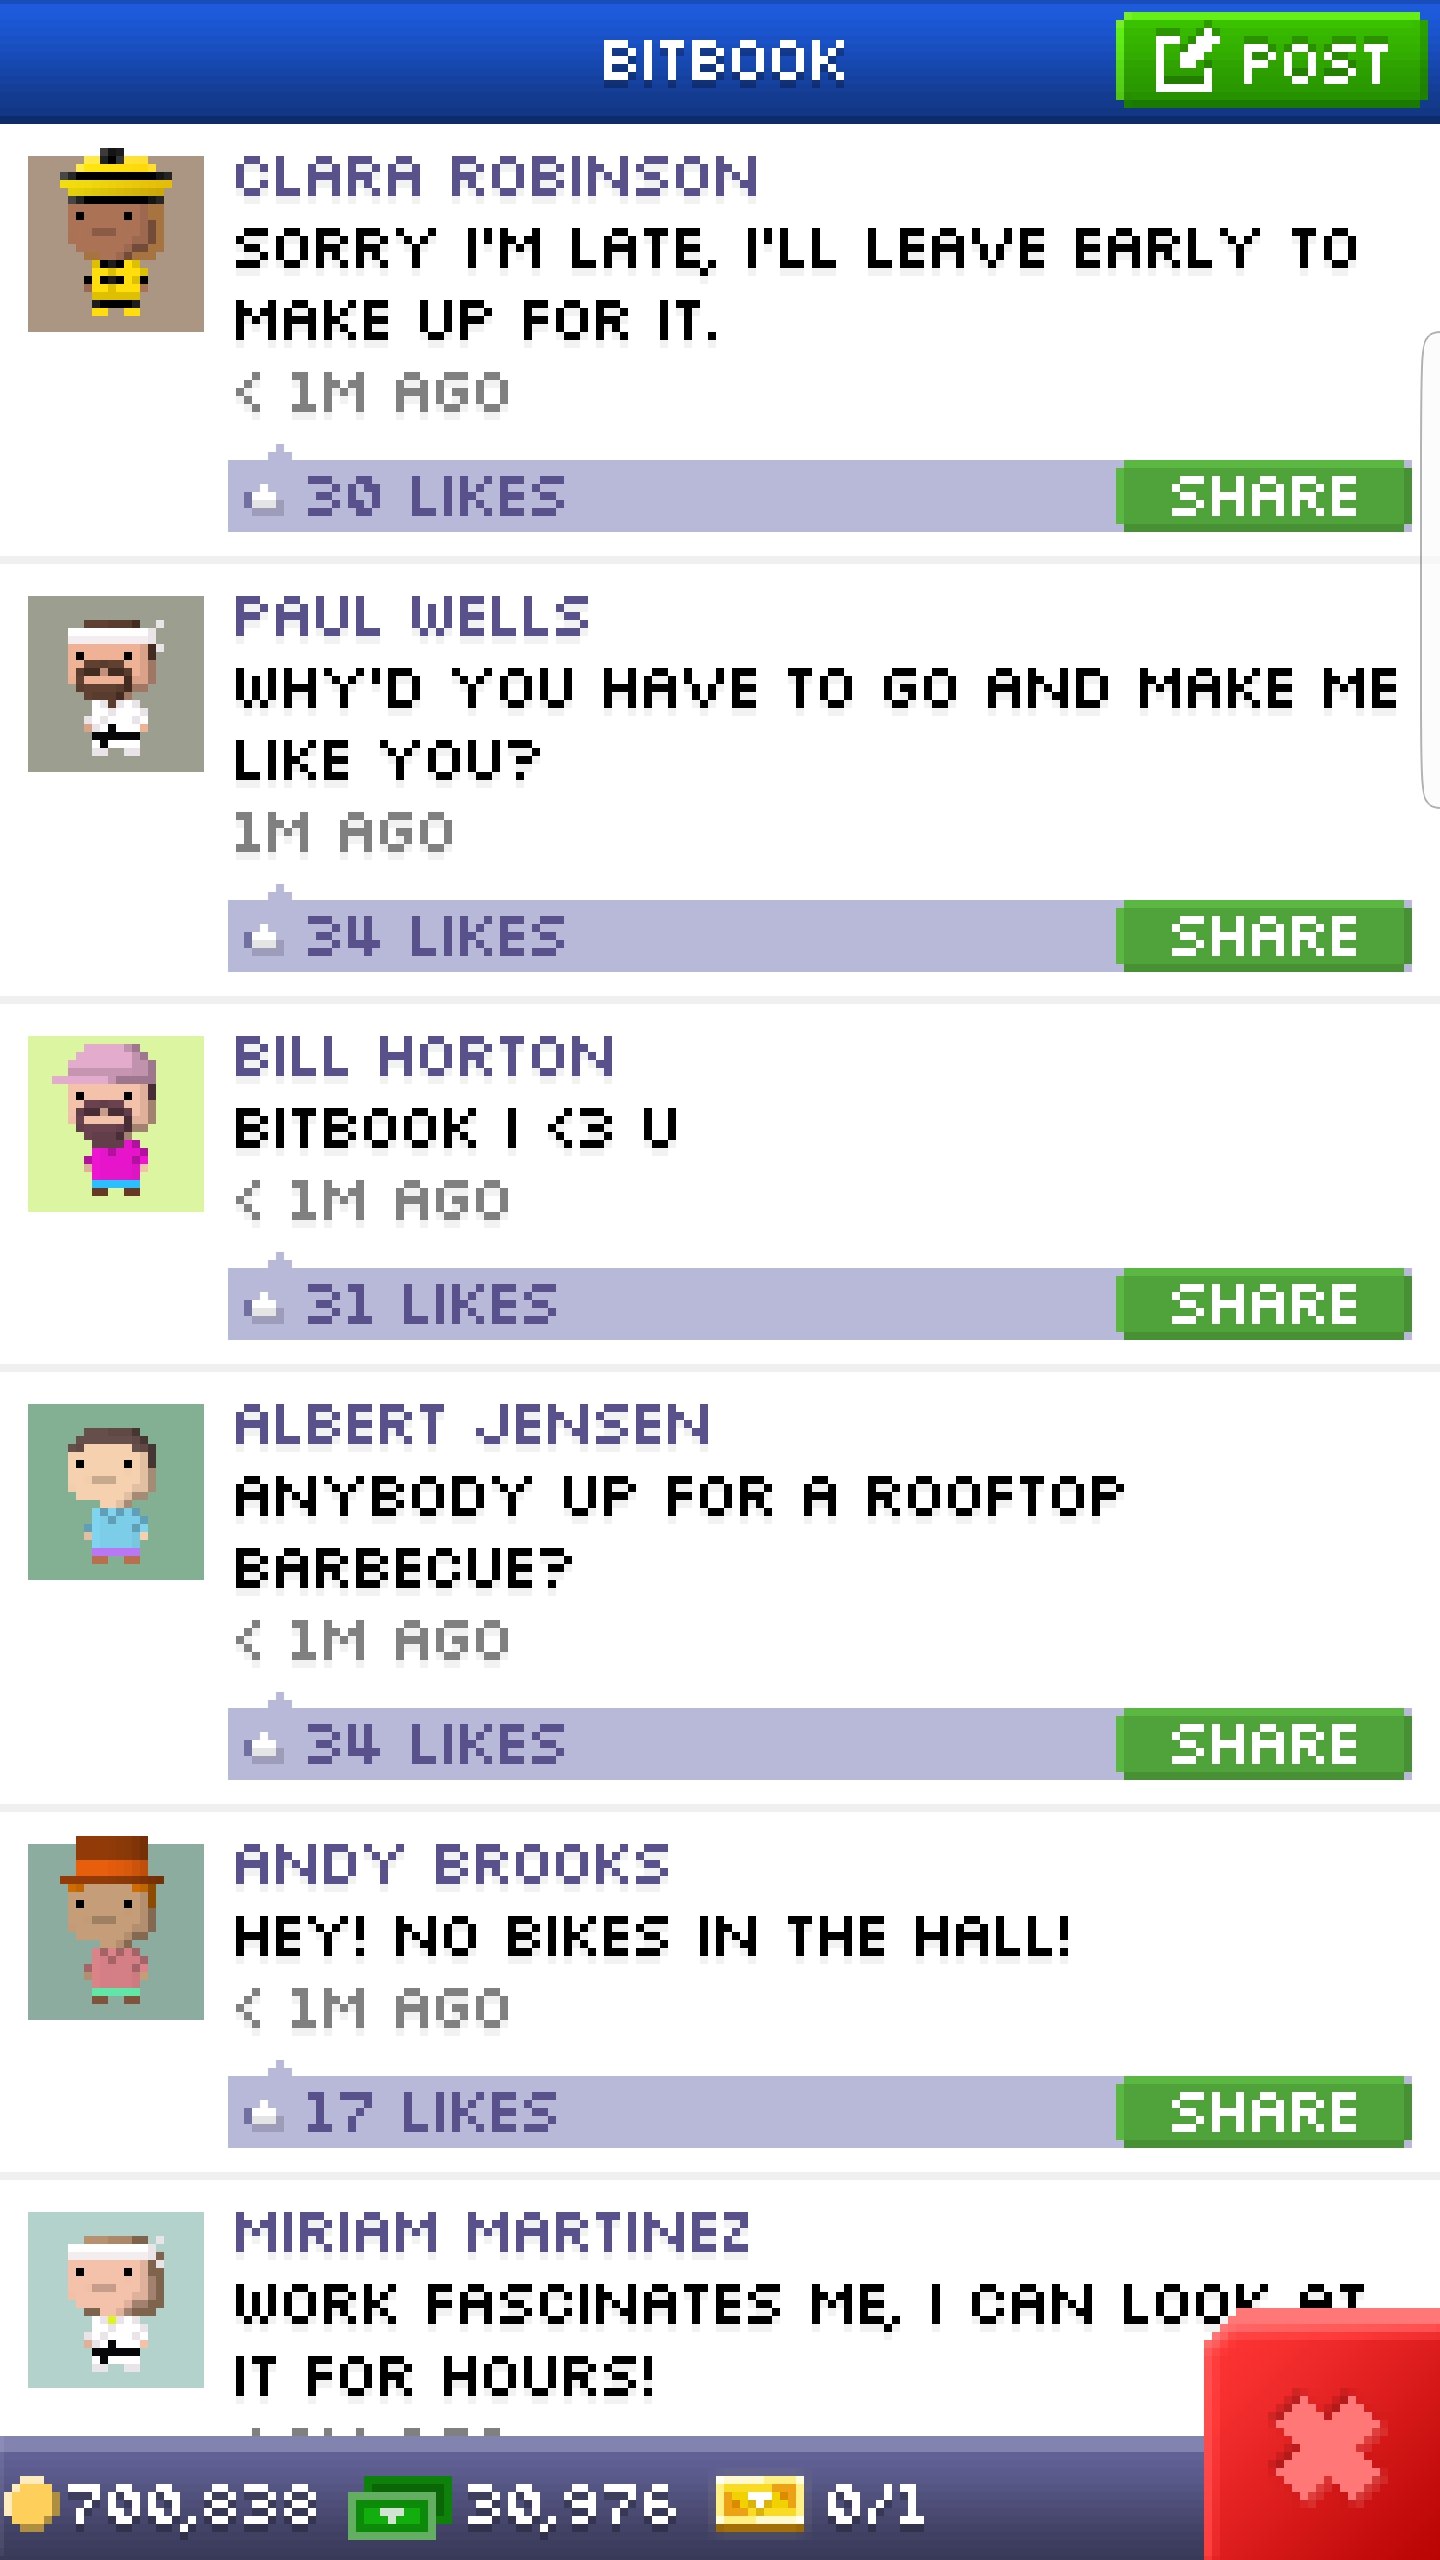 BITBOOK
POST
CLARA ROBINSON
SORRY I'M LATE, I'LL LEAVE EARLY TO
MAKE UP FOR IT.
< 1M AGO
30 LIKES
SHARE
PAUL WELLS
WHY'D YOU HAVE TO GO AND MAKE ME
LIKE YOU?
1M AGO
34 LIKES
SHARE
BILL HORTON
BITBOOK I <3 U
< 1M AGO
31 LIKES
SHARE
ALBERT JENSEN
ANYBODY UP FOR A ROOFTOP
BARBECUE?
< 1M AGO
34 LIKES
SHARE
ANDY BROOKS
HEY! NO BIKES IN THE HALL!
< 1M AGO
17 LIKES
SHARE
MIRIAM MARTINEZ
WORK FASCINATES ME, I CAN LOOK AT
IT FOR HOURS!
700,838
30,976
0/1